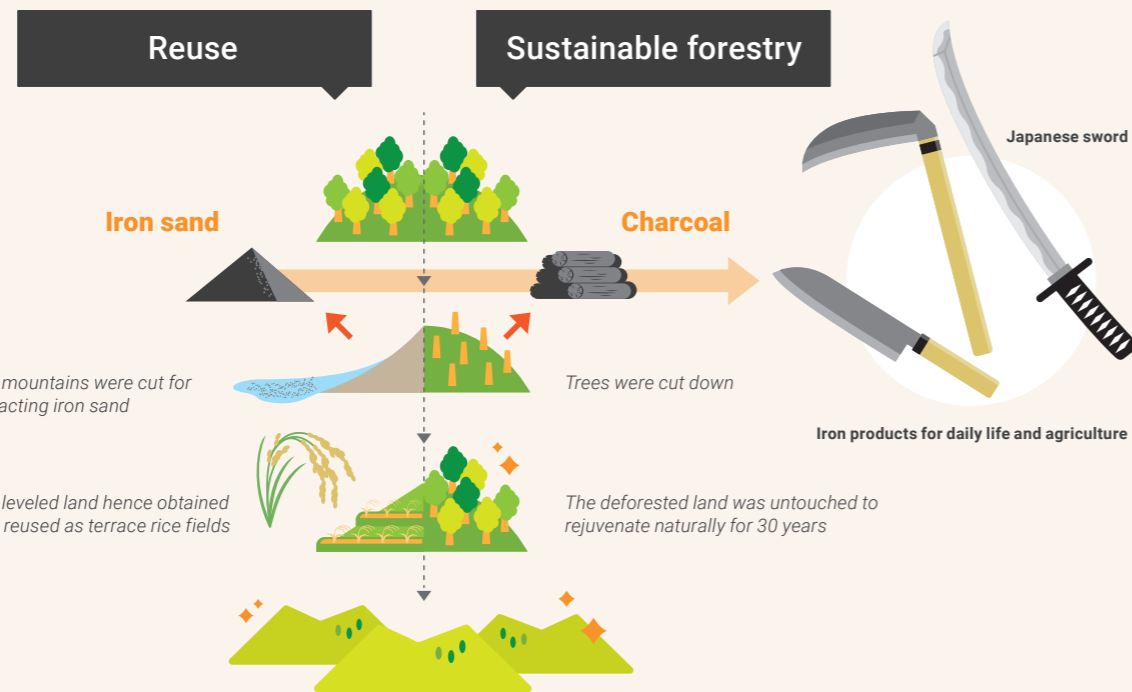 Reuse
Sustainable forestry
Japanese sword
Iron sand
Charcoal
mountains were cut for
acting iron sand
Trees were cut down
Iron products for daily life and agriculture
leveled land hence obtained
reused as terrace rice fields
The deforested land was untouched to
rejuvenate naturally for 30 years